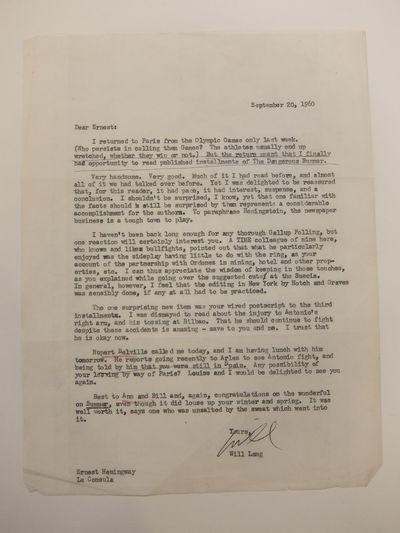 September 20, 1960
Dear Ernest:
I returned to Paris from the Olympic Games only last week.
(Who persists in calling them Games? The athletes usually end up
wretched, whether they win or not.) But the return meant that I finally
had opportunity to read published installments of The Dangerous Summer.
Very handsome. Very good. Much of it I had read before, and almost
all of it we had talked over before. Yet I was delighted to be reassured
that, for this reader, it had pace, it had interest, suspense, and a
conclusion. I shouldn't be surprised, I know, yet that one familiar with
the facts should still be surprised by them represents a considerable
accomplishment for the authors. To paraphrase Hemingstein, the newspaper
business is a tough town to play.
I haven't been back long enough for any thorough Gallup Polling, but
one reaction will certainly interest you. A TIME colleague of mine here,
who knows and likes bullfights, pointed out that what he particularly
enjoyed was the sideplay having little to do with the ring, as your
account of the partnership with Ordonez in mining, hotel and other prop-
erties, etc. I can thus appreciate the wisdom of keeping in those touches,
as you explained while going over the suggested cuts at the Suecia.
In general, however, I feel that the editing in New York by Hotch and Graves
was sensibly done, if any at all had to be practiced.
The one surprising new item was your wired postscript to the third
installments. I was dismayed to read about the injury to Antonio's
right arm, and his tossing at Bilbao. That he should continue to fight
despite these accidents is amazing - save to you and me. I trust that
he is okay now.
Rupert Belville called me today, and I am having lunch with him
tomorrow. He reports going recently to Arles to see Antonio fight, and
being told by him that you were still in Spain. Any possibility of
your leaving by way of Paris? Louise and I would be delighted to see you
again.
Best to Ann and Bill and, again, congratulations on the wonderful
on Summer, even though it did louse up your winter and spring. It was
well worth it, says one who was unsalted by the sweat which went into
it.
Yours,
Will Lang
Ernest Hemingway
La Consula